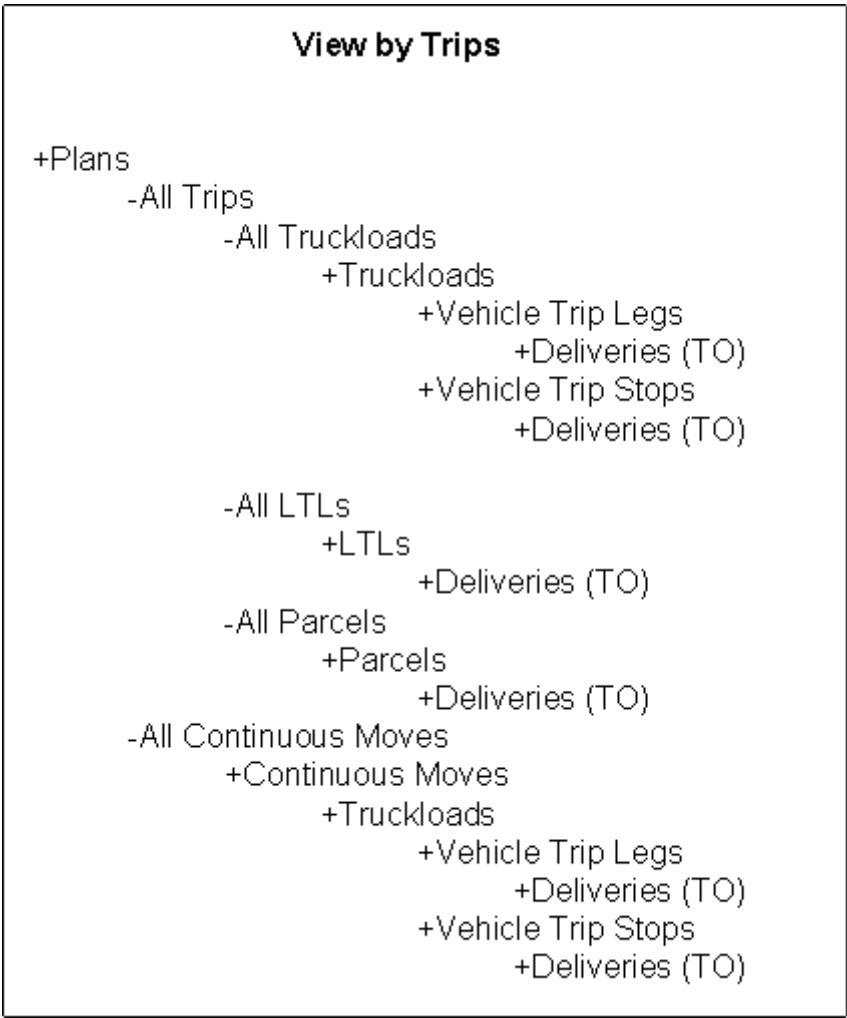 View by Trips
+Plans
-All Trips
-All Truckloads
+Truckloads
+Vehicle Trip Legs
+Deliveries (TO)
+Vehicle Trip Stops
+Deliveries (TO)
-All LTLs
+LTLs
+Deliveries (TO)
-All Parcels
+Parcels
+Deliveries (TO)
-All Continuous Moves
+Continuous Moves
+Truckloads
+Vehicle Trip Legs
+Deliveries (TO)
+Vehicle Trip Stops
+Deliveries (TO)